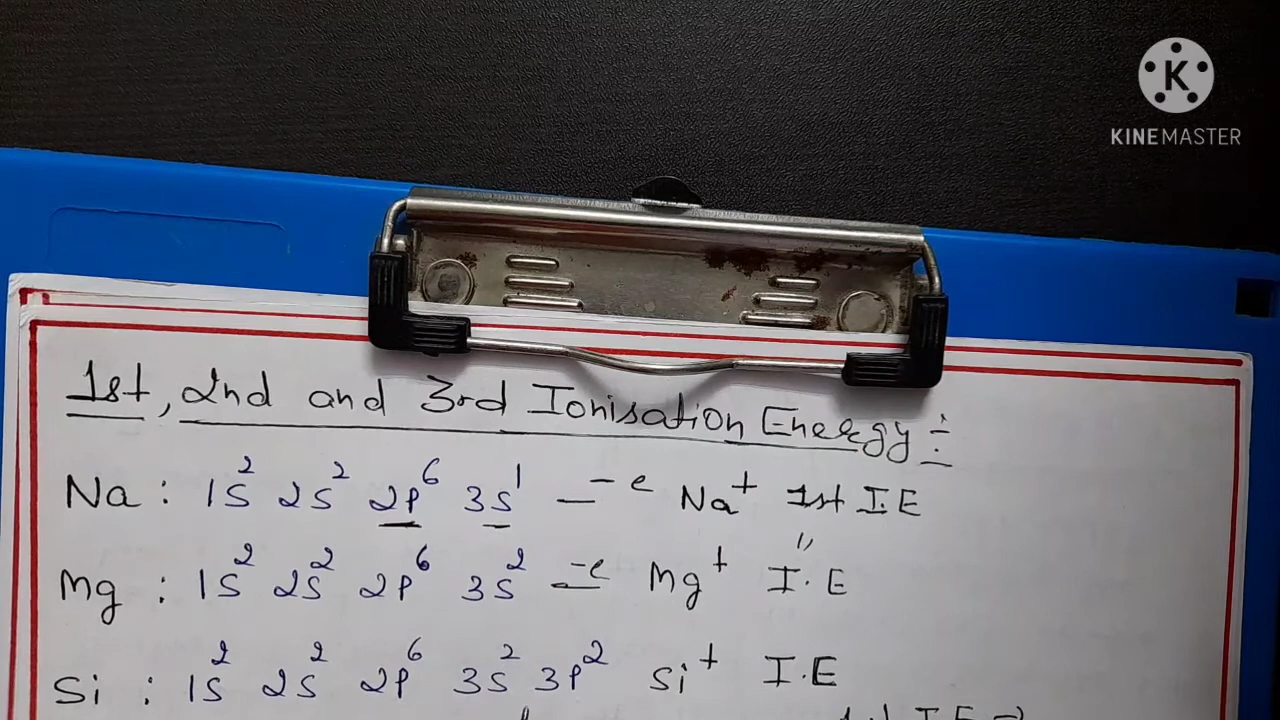 KINEMASTER
1st, 2nd and 3rd Ionisation Energy :-
Na : 1s² 2s² 2p⁶ 3s¹ — -e Na⁺ 1st I.E
Mg : 1s² 2s² 2p⁶ 3s² -e Mg⁺ " I.E
Si : 1s² 2s² 2p⁶ 3s² 3p² Si⁺ I.E